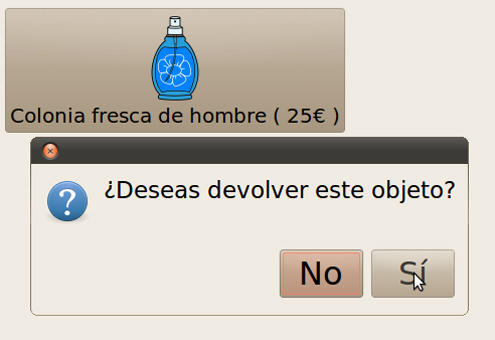 Colonia fresca de hombre ( 25€ )
¿Deseas devolver este objeto?
No
Sí